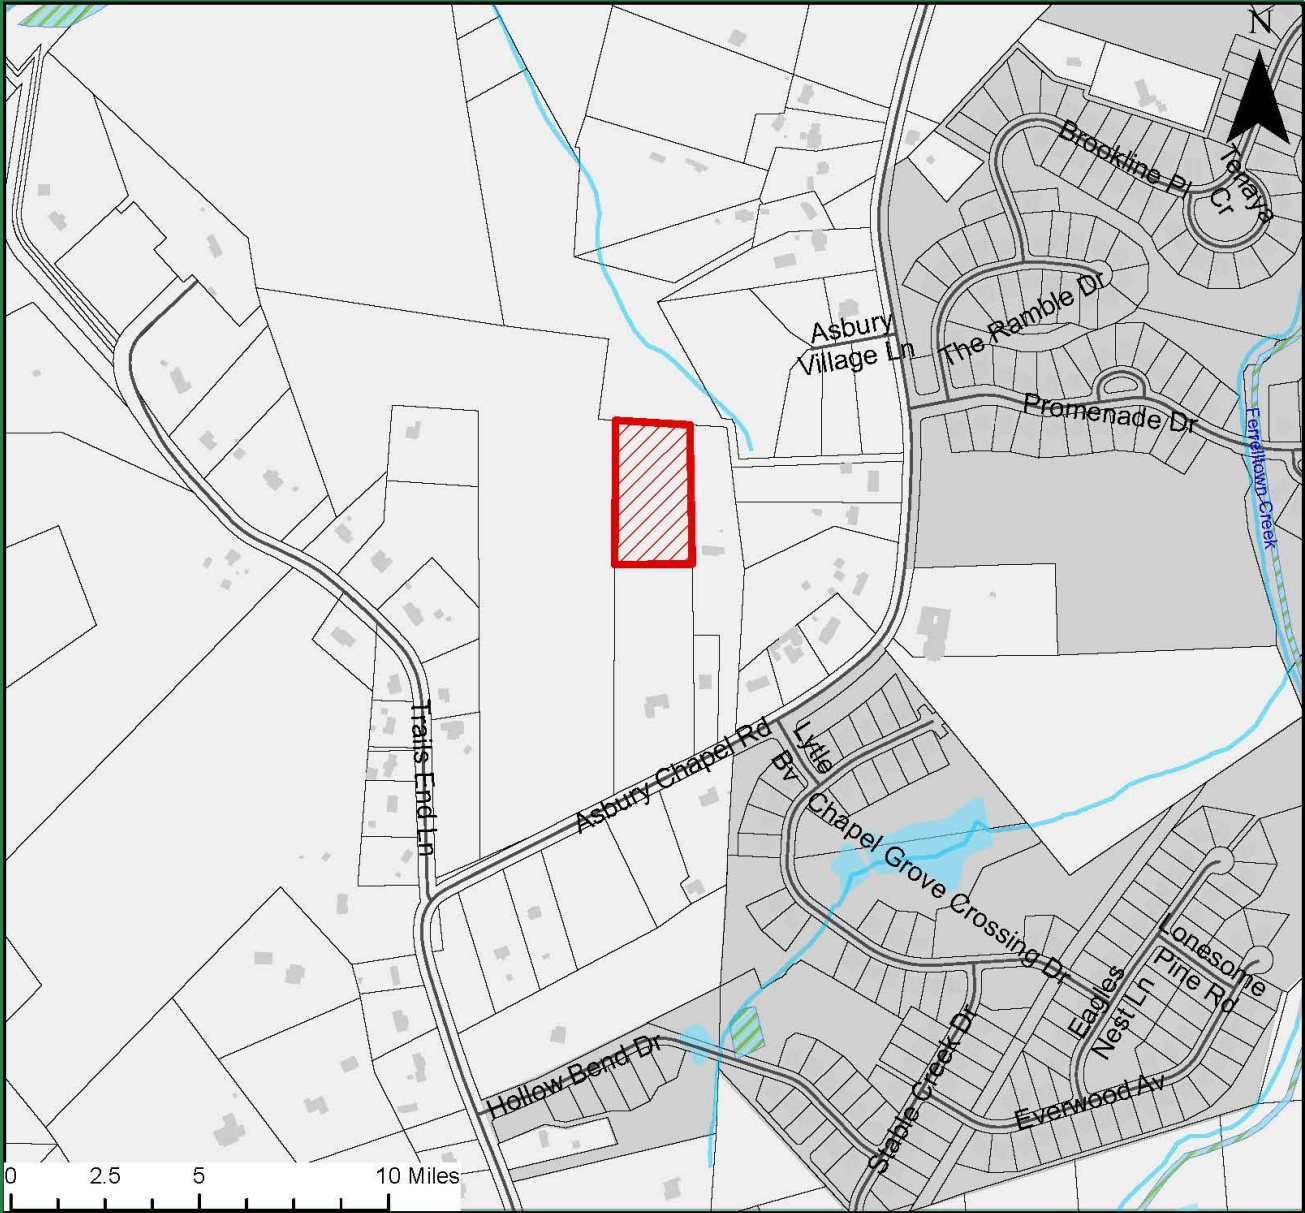 N
Brookline Pl
Tenaya
Cr
The Ramble Dr
Asbury
Village Ln
Promenade Dr
Ferrelltown Creek
Trails End Ln
Asbury Chapel Rd
Lytle
Bv
Chapel Grove Crossing Dr
Lonesome
Pine Rd
Eagles
Nest Ln
Hollow Bend Dr
Stable Creek Dr
Everwood Av
0 2.5 5 10 Miles